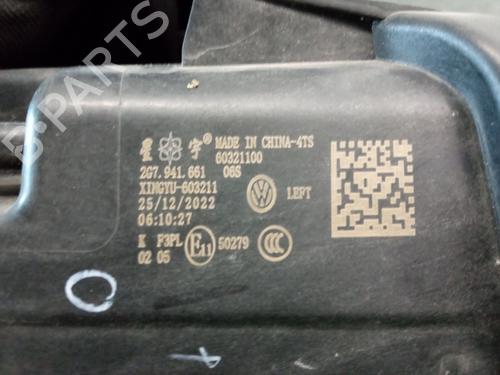 B-PARTS
星宇® MADE IN CHINA-4TS
60321100
2G7.941.661 06S
XINGYU-603211
25/12/2022 LEFT
06:10:27
K F3PL E11 50279 CCC
02 05